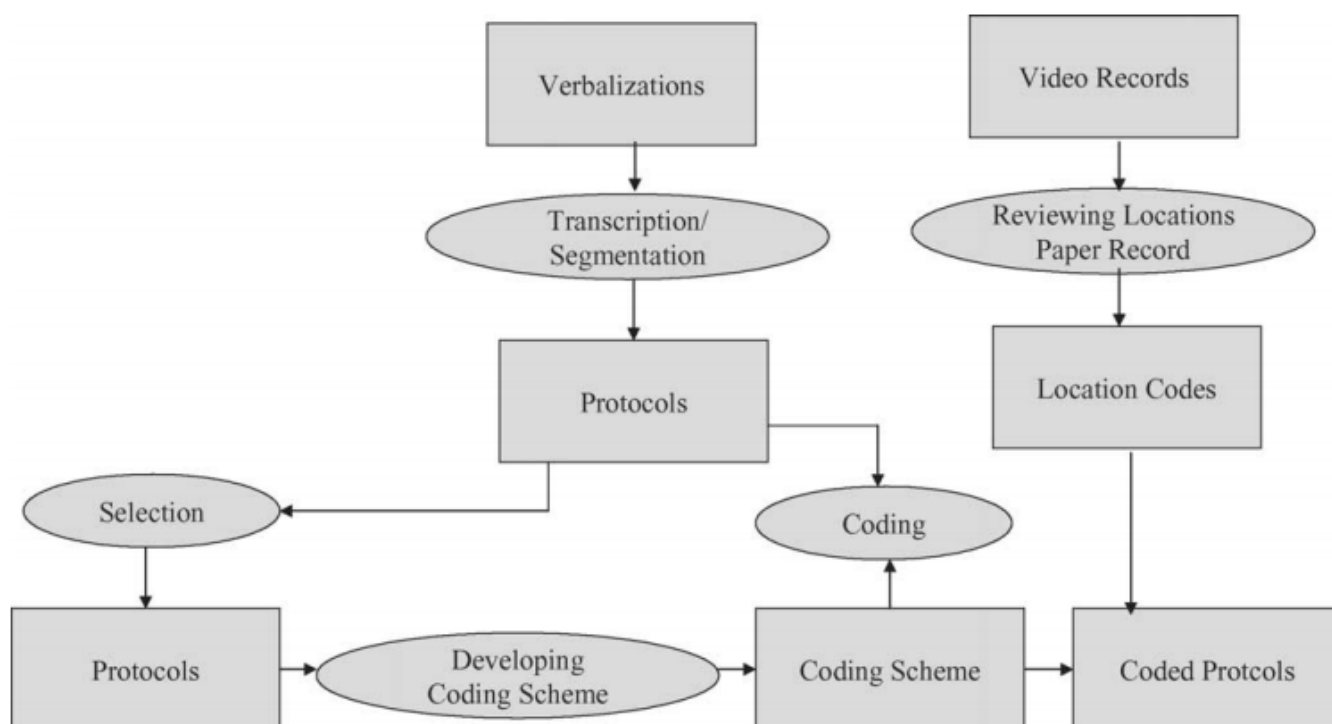 Verbalizations
Video Records
Transcription/
Segmentation
Reviewing Locations
Paper Record
Protocols
Location Codes
Selection
Coding
Protocols
Developing
Coding Scheme
Coding Scheme
Coded Protcols